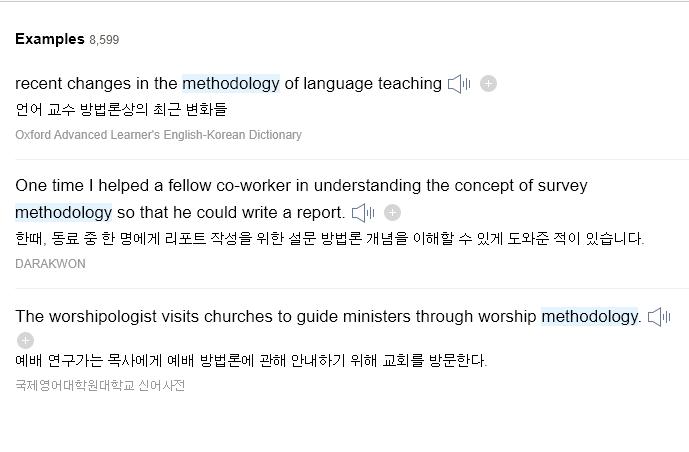 Examples 8,599
recent changes in the methodology of language teaching
언어 교수 방법론상의 최근 변화들
Oxford Advanced Learner's English-Korean Dictionary
One time I helped a fellow co-worker in understanding the concept of survey
methodology so that he could write a report.
한때, 동료 중 한 명에게 리포트 작성을 위한 설문 방법론 개념을 이해할 수 있게 도와준 적이 있습니다.
DARAKWON
The worshipologist visits churches to guide ministers through worship methodology.
예배 연구가는 목사에게 예배 방법론에 관해 안내하기 위해 교회를 방문한다.
국제영어대학원대학교 신어사전